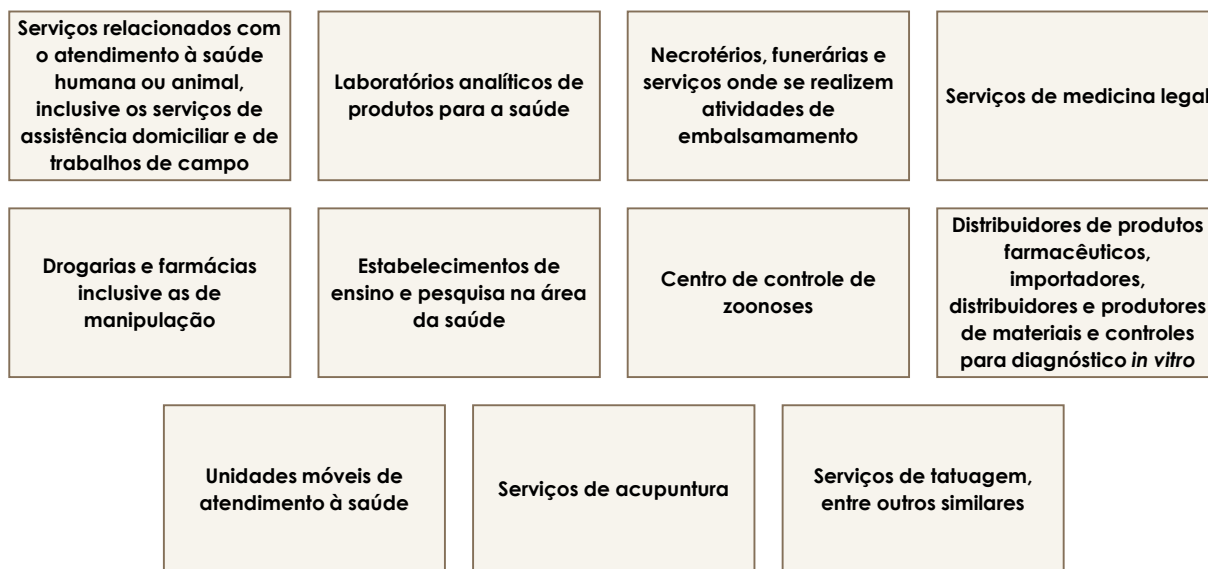 Serviços relacionados com
o atendimento à saúde
humana ou animal,
inclusive os serviços de
assistência domiciliar e de
trabalhos de campo
Laboratórios analíticos de
produtos para a saúde
Necrotérios, funerárias e
serviços onde se realizem
atividades de
embalsamamento
Serviços de medicina legal
Drogarias e farmácias
inclusive as de
manipulação
Estabelecimentos de
ensino e pesquisa na área
da saúde
Centro de controle de
zoonoses
Distribuidores de produtos
farmacêuticos,
importadores,
distribuidores e produtores
de materiais e controles
para diagnóstico in vitro
Unidades móveis de
atendimento à saúde
Serviços de acupuntura
Serviços de tatuagem,
entre outros similares